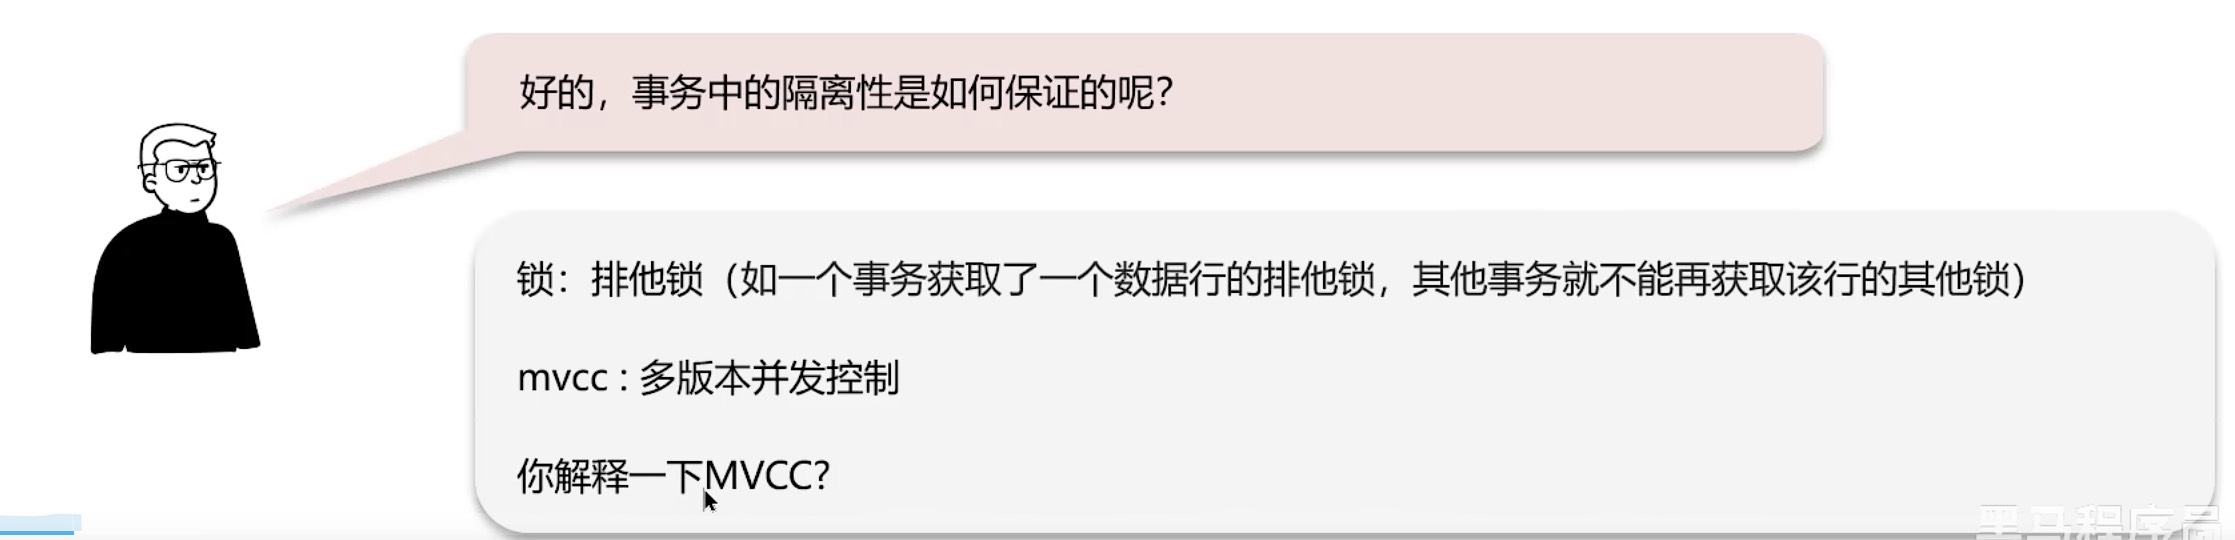 好的，事务中的隔离性是如何保证的呢？
锁：排他锁（如一个事务获取了一个数据行的排他锁，其他事务就不能再获取该行的其他锁）
mvcc : 多版本并发控制
你解释一下MVCC?
黑马程序员